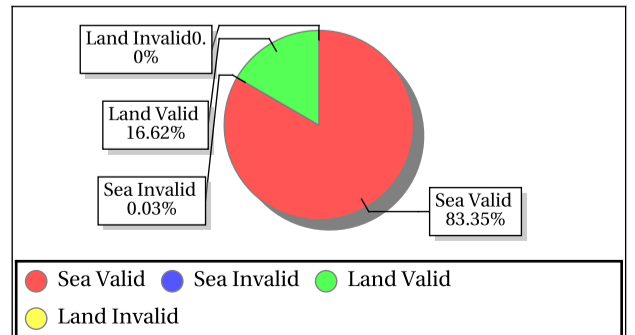 Land Invalid0.
0%
Land Valid
16.62%
Sea Invalid
0.03%
Sea Valid
83.35%
Sea Valid
Sea Invalid
Land Valid
Land Invalid